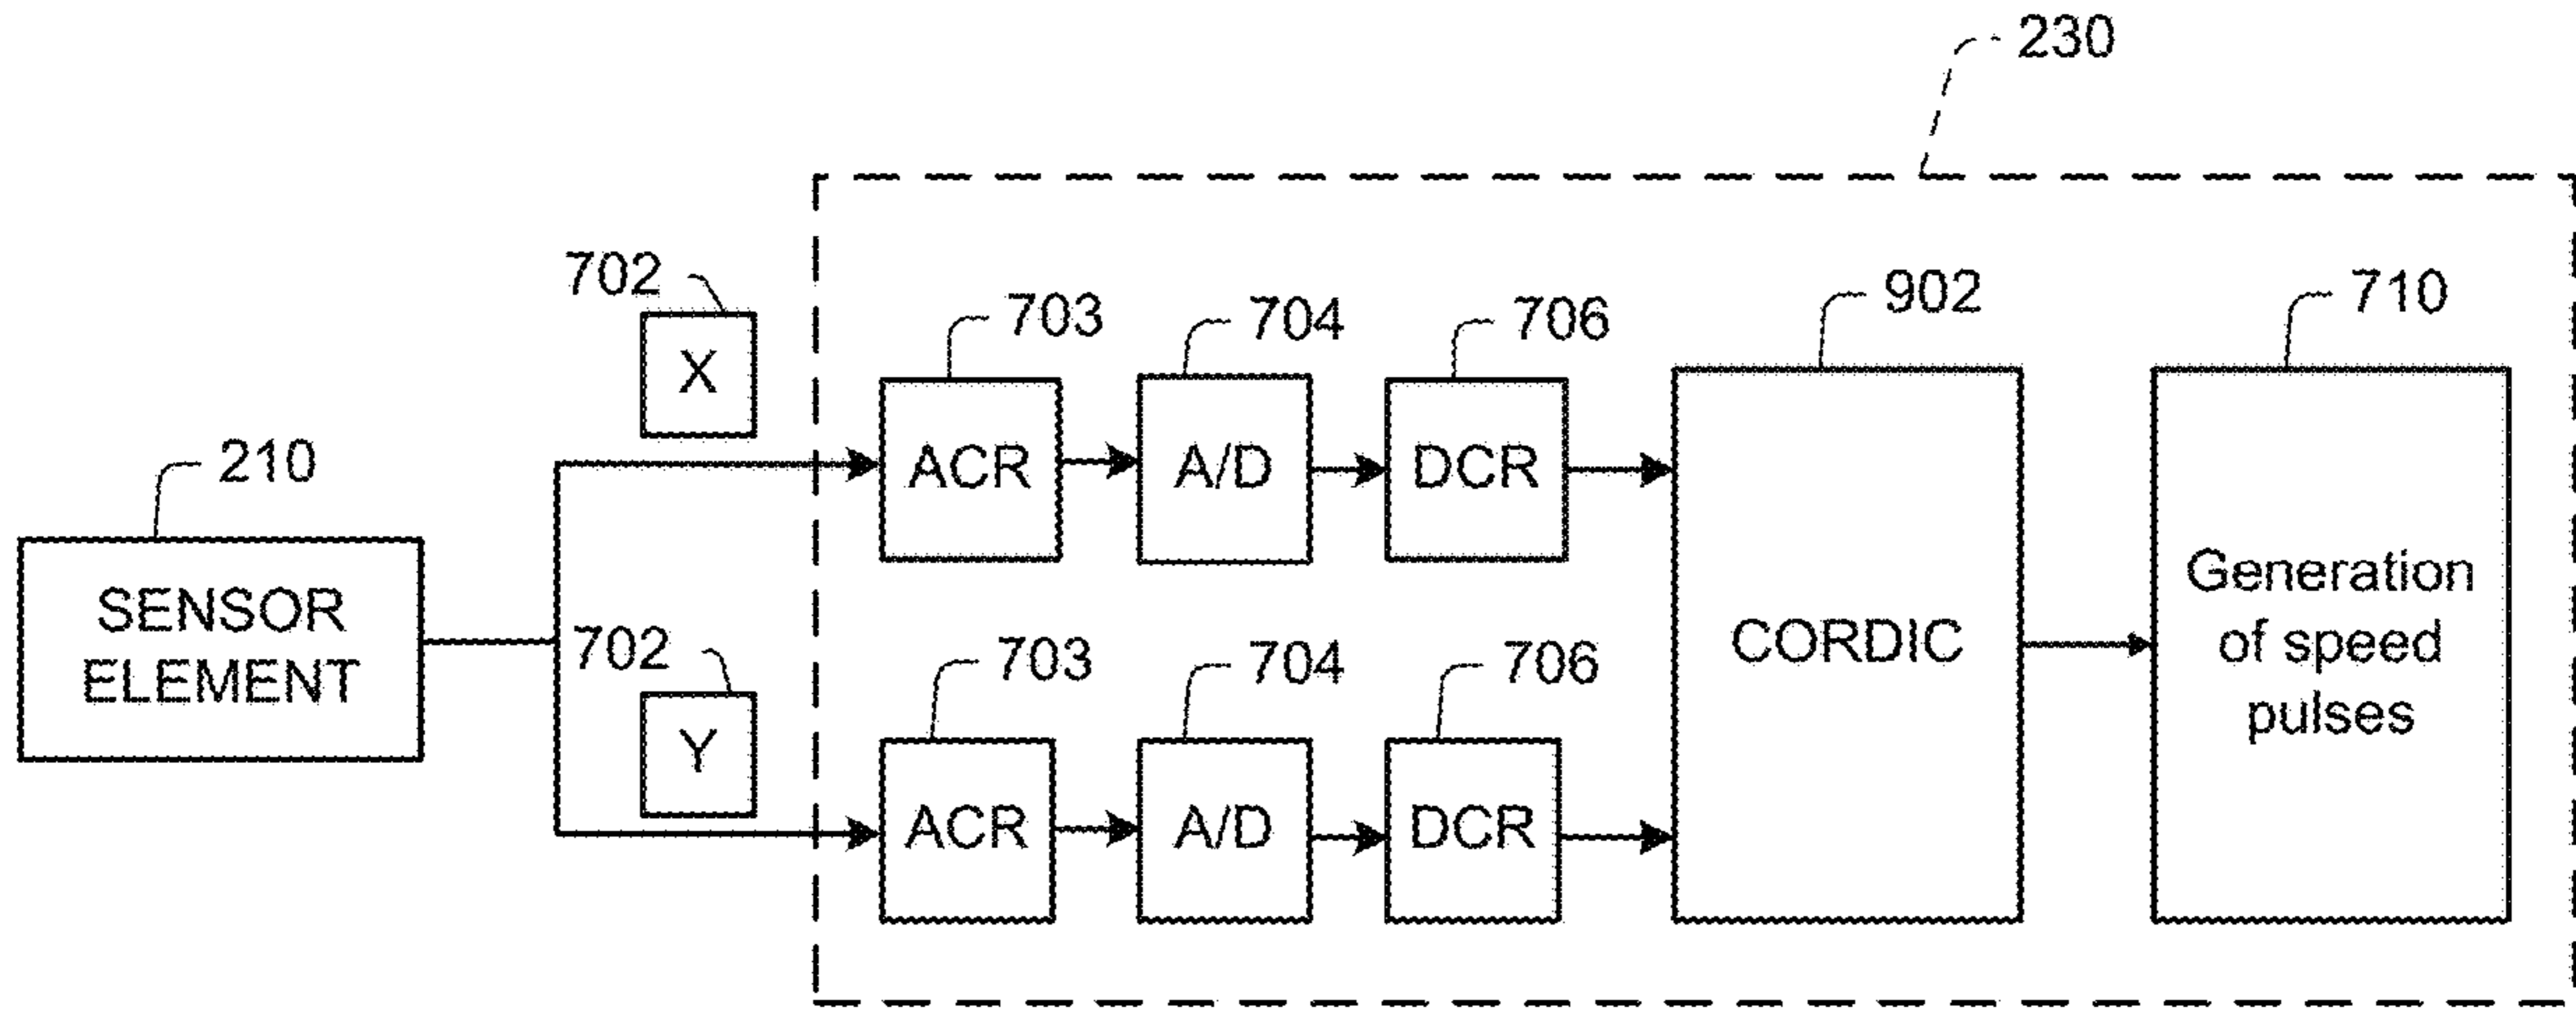 230
702
X
703
704
706
902
710
210
ACR
A/D
DCR
SENSOR
ELEMENT
702
Y
703
704
706
ACR
A/D
DCR
CORDIC
Generation
of speed
pulses